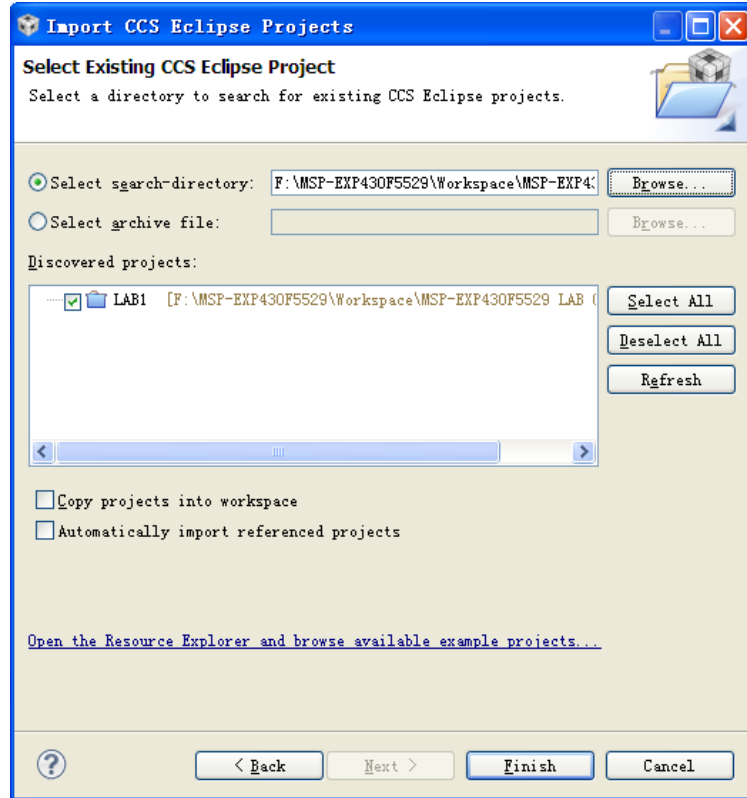 Import CCS Eclipse Projects
Select Existing CCS Eclipse Project
Select a directory to search for existing CCS Eclipse projects.
Select search-directory: F:\MSP-EXP430F5529\Workspace\MSP-EXP43 Browse...
Select archive file: Browse...
Discovered projects:
LAB1 [F:\MSP-EXP430F5529\Workspace\MSP-EXP430F5529 LAB Select All
Deselect All
Refresh
Copy projects into workspace
Automatically import referenced projects
Open the Resource Explorer and browse available example projects...
? < Back Next > Finish Cancel